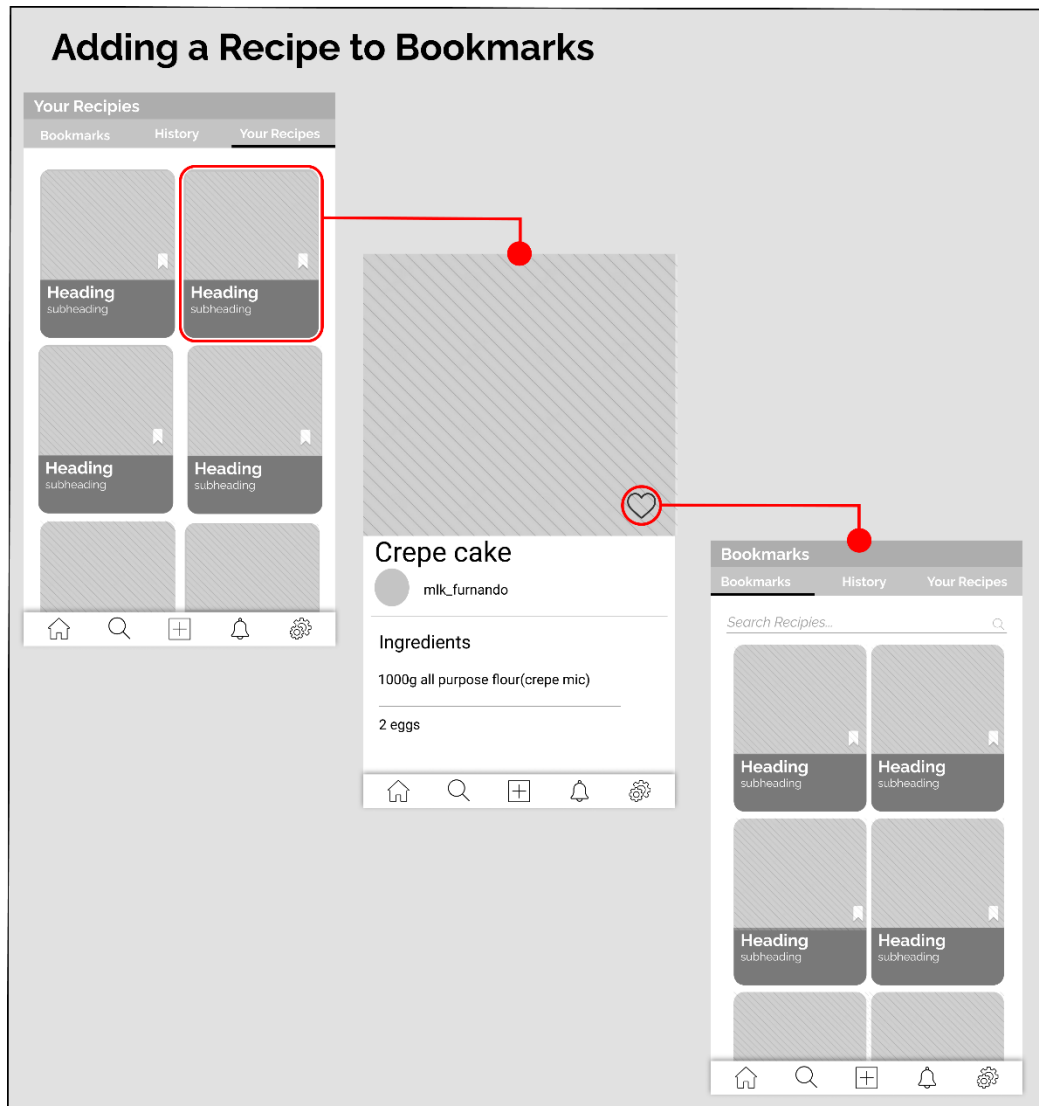 Adding a Recipe to Bookmarks
Your Recipies
Bookmarks History Your Recipes
Heading Heading
subheading subheading
Heading Heading
subheading subheading
Crepe cake
mlk_furnando
Ingredients
1000g all purpose flour(crepe mic)
2 eggs
Bookmarks
Bookmarks History Your Recipes
Search Recipies...
Heading Heading
subheading subheading
Heading Heading
subheading subheading